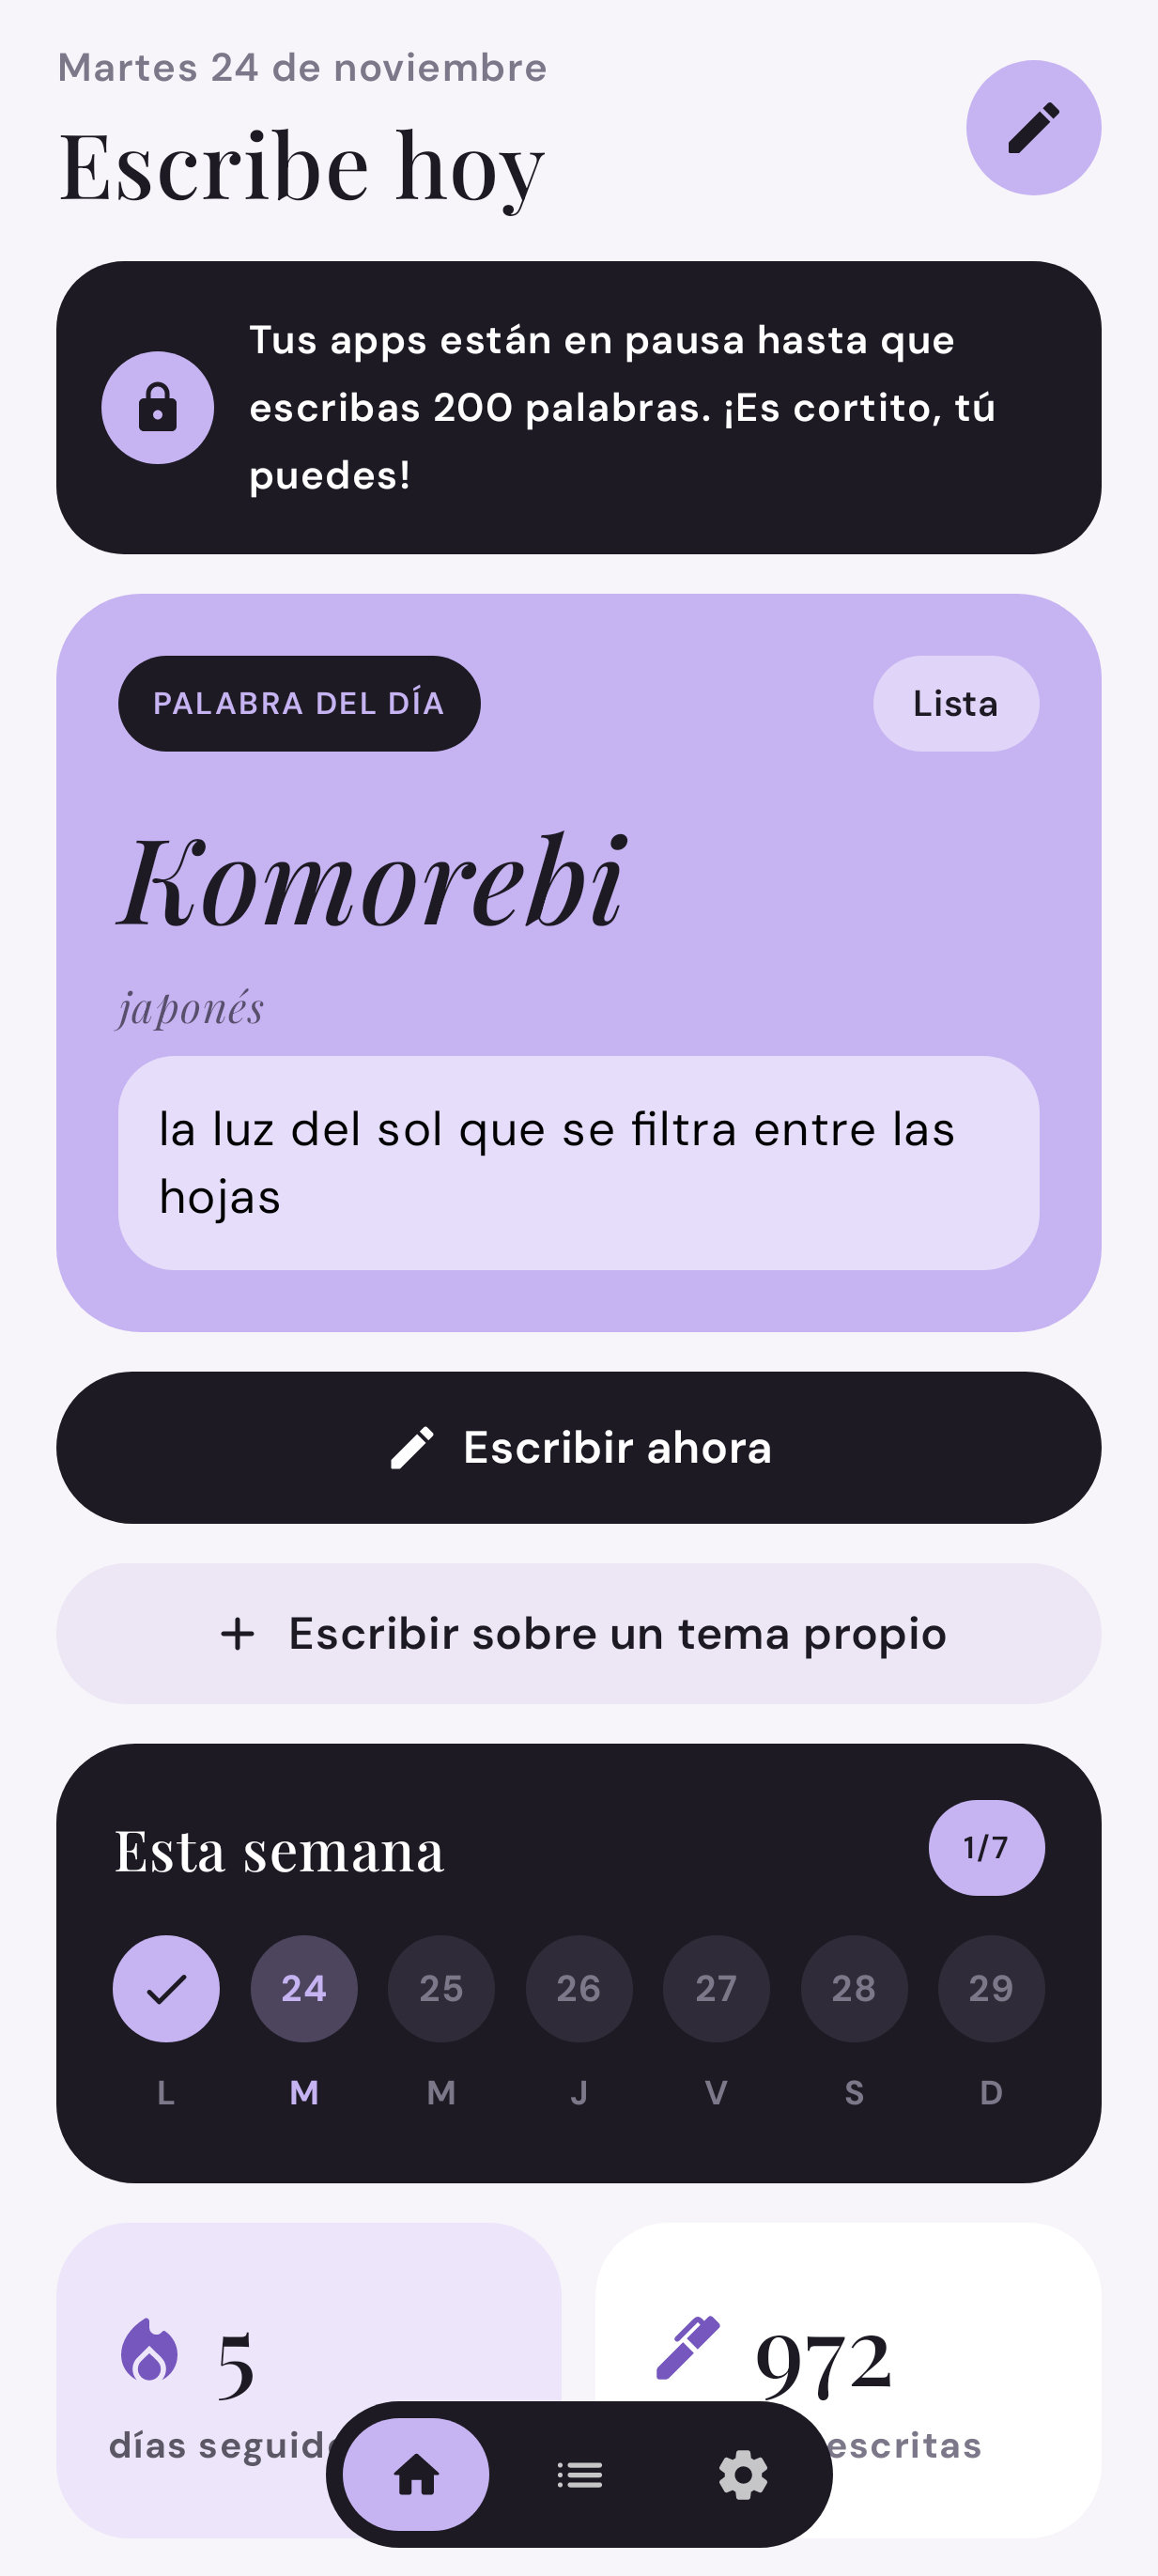 Martes 24 de noviembre
Escribe hoy
Tus apps están en pausa hasta que
escribas 200 palabras. ¡Es cortito, tú
puedes!
PALABRA DEL DÍA
Lista
Komorebi
japonés
la luz del sol que se filtra entre las
hojas
Escribir ahora
Escribir sobre un tema propio
Esta semana
1/7
24 25 26 27 28 29
L M M J V S D
5
días
972
escritas